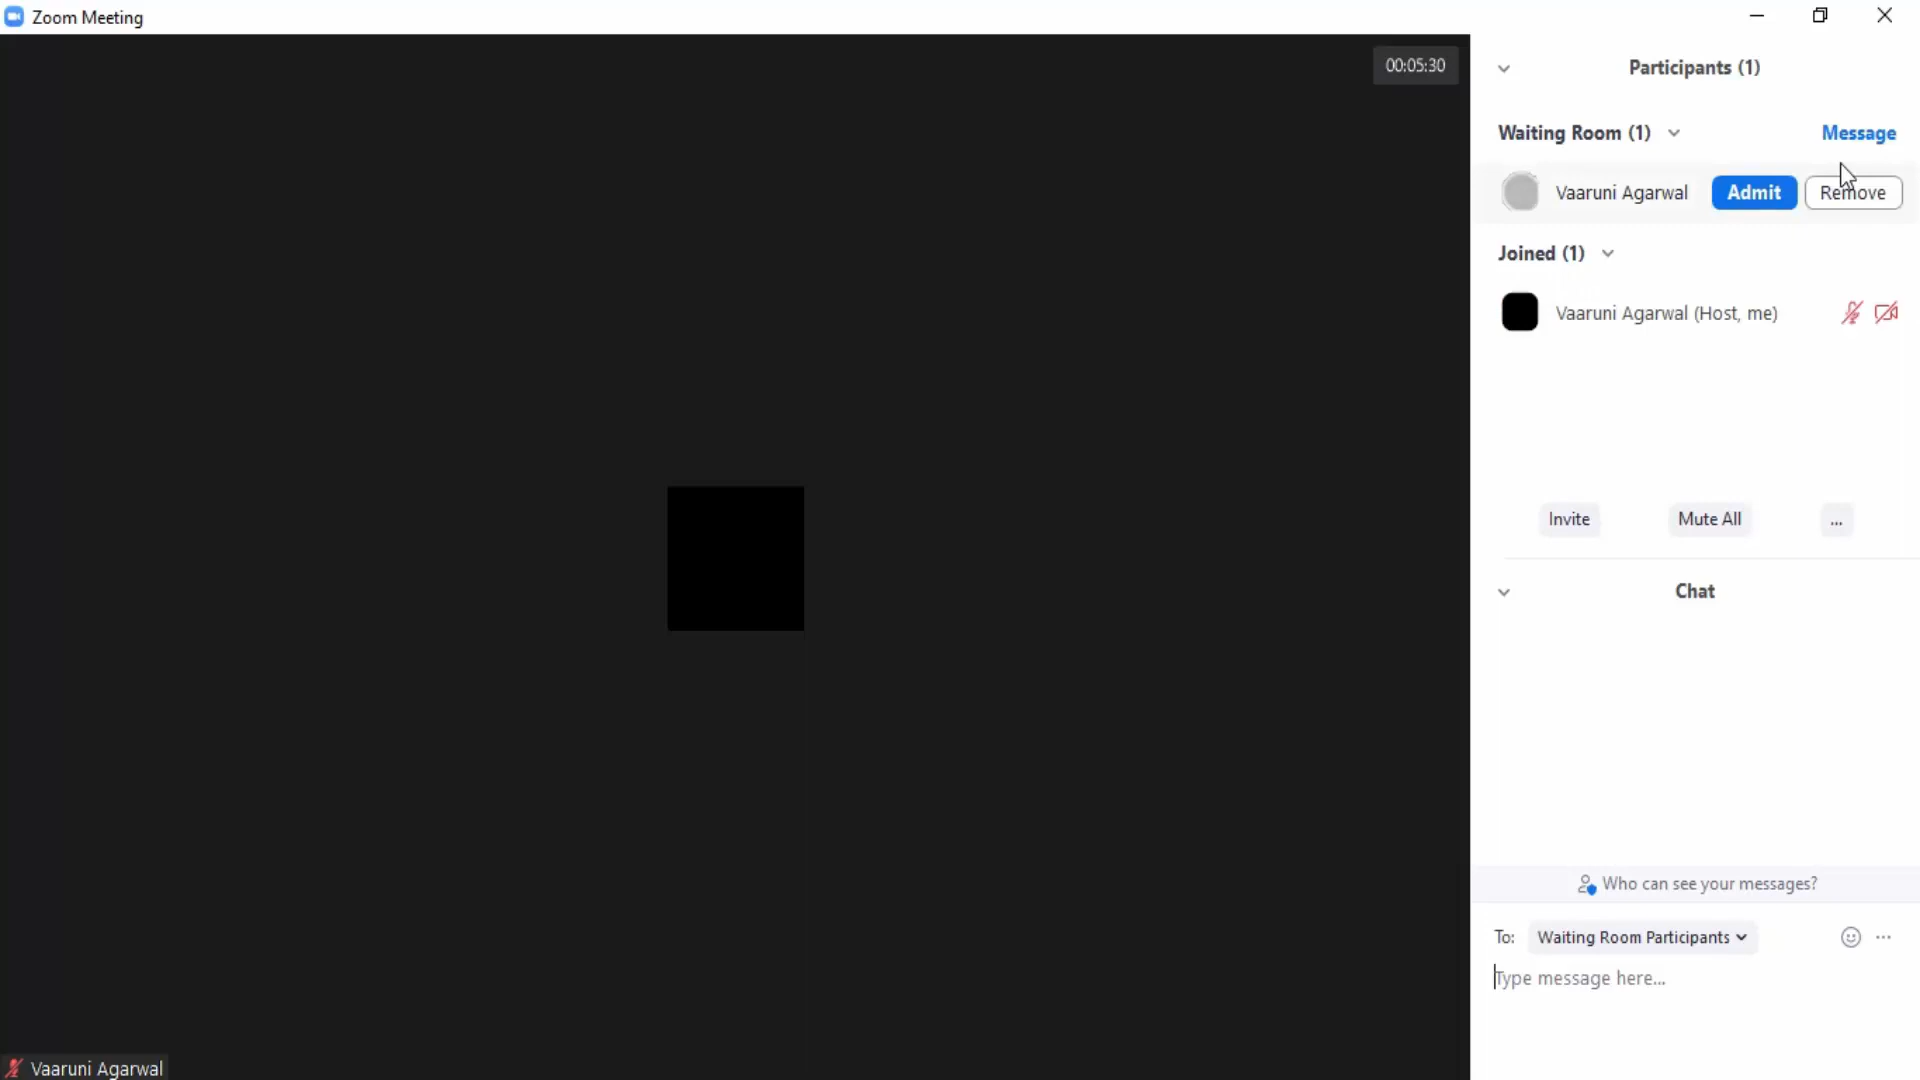 Zoom Meeting
00:05:30
Participants (1)
Waiting Room (1) Message
Vaaruni Agarwal Admit Remove
Joined (1)
Vaaruni Agarwal (Host, me)
Invite Mute All ...
Chat
Who can see your messages?
To: Waiting Room Participants ...
Type message here...
Vaaruni Agarwal